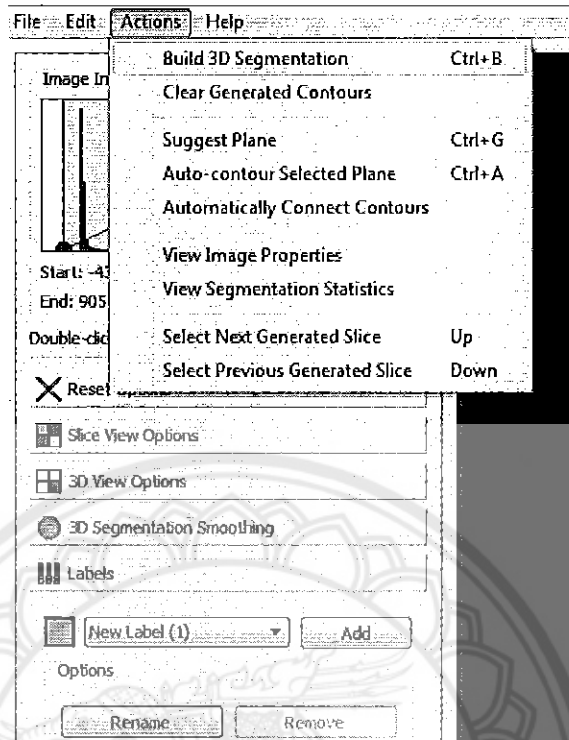 File Edit Actions Help
Build 3D Segmentation Ctrl+B
Image In
Clear Generated Contours
Suggest Plane Ctrl+G
Auto-contour Selected Plane Ctrl+A
Automatically Connect Contours
View Image Properties
Start: -43
View Segmentation Statistics
End: 905
Double-clic
Select Next Generated Slice Up
Select Previous Generated Slice Down
Reset
Slice View Options
3D View Options
3D Segmentation Smoothing
Labels
New Label (1) Add
Options
Rename Remove